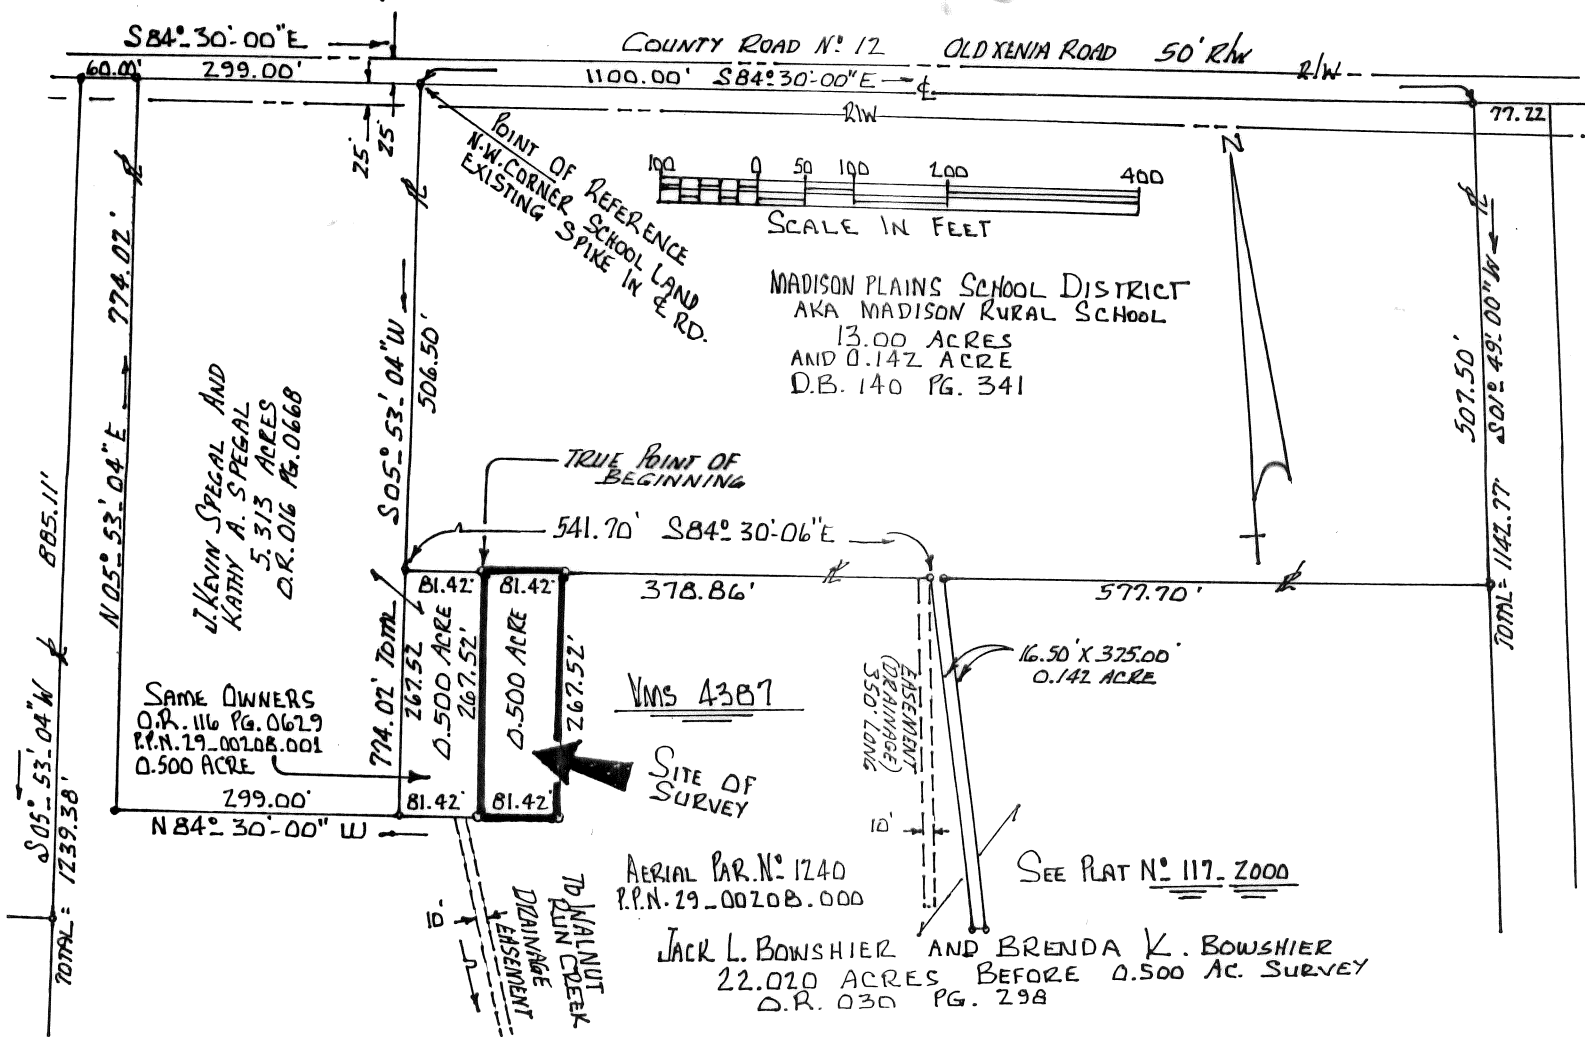 S84º-30'-00"E
COUNTY ROAD Nº 12 OLD XENIA ROAD 50' R/W
R/W
60.00' 299.00' 1100.00' S84º30'-00"E ℄
77.22
R/W
25' 25'
POINT OF REFERENCE
N.W. CORNER SCHOOL LAND
EXISTING SPIKE IN ℄ RD.
100 0 50 100 200 400
SCALE IN FEET
N
MADISON PLAINS SCHOOL DISTRICT
AKA MADISON RURAL SCHOOL
13.00 ACRES
AND 0.142 ACRE
D.B. 140 PG. 341
N05º-53'-04"E 774.02'
S05º-53'-04"W
506.50'
507.50'
S01º-49'-00"W
TOTAL = 1142.77'
J. KEVIN SPEGAL AND
KATHY A. SPEGAL
5.313 ACRES
O.R. 016 PG. 0668
885.11'
S05º-53'-04"W
TOTAL = 1239.38'
TRUE POINT OF
BEGINNING
541.70' S84º-30'-06"E
81.42' 81.42' 378.86' 577.70'
774.02' TOTAL
267.52
0.500 ACRE
267.52'
0.500 ACRE
267.52'
VMS 4387
EASEMENT
(DRAINAGE)
350' LONG
16.50' X 375.00'
0.142 ACRE
SAME OWNERS
O.R. 116 PG. 0629
P.P.N. 29-00208.001
0.500 ACRE
SITE OF
SURVEY
299.00' 81.42' 81.42'
N84º-30'-00" W
10'
AERIAL PAR. Nº 1240
P.P.N. 29-00208.000
SEE PLAT Nº 117-2000
10'
DRAINAGE
EASEMENT
TO WALNUT
RUN CREEK
JACK L. BOWSHIER AND BRENDA K. BOWSHIER
22.020 ACRES BEFORE 0.500 AC. SURVEY
O.R. 030 PG. 298